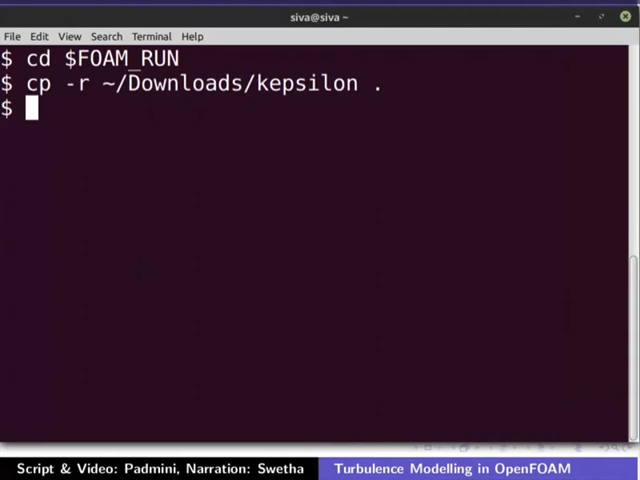 siva@siva ~
File Edit View Search Terminal Help
$ cd $FOAM_RUN
$ cp -r ~/Downloads/kepsilon .
$
Script & Video: Padmini, Narration: Swetha
Turbulence Modelling in OpenFOAM